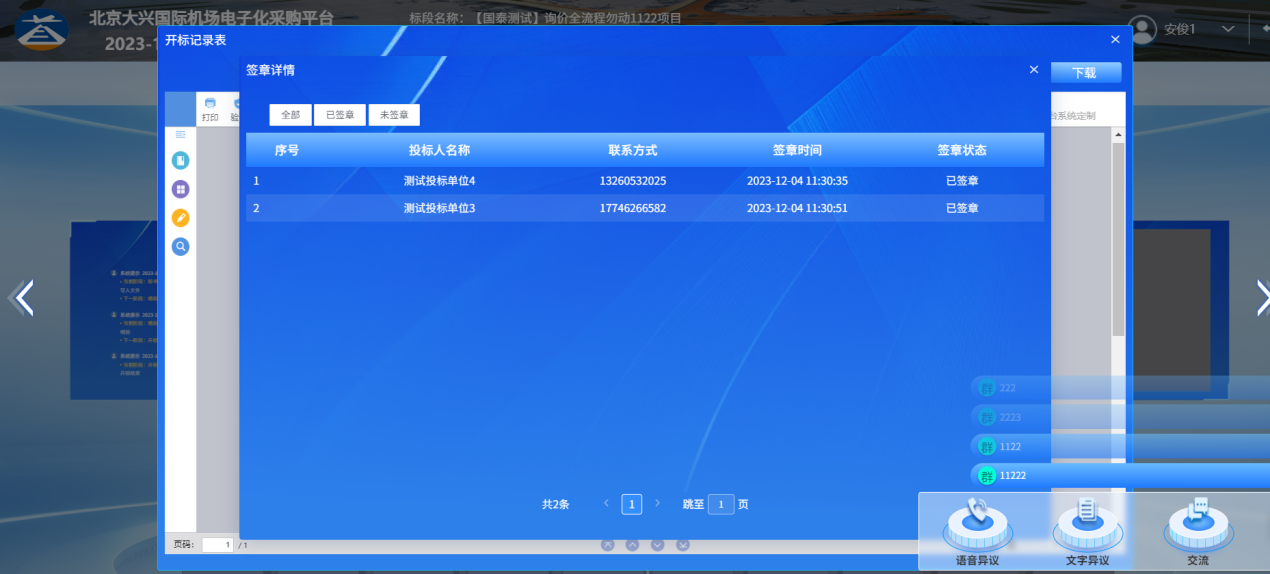 北京大兴国际机场电子化采购平台
标段名称：【国泰测试】询价全流程勿动1122项目
2023-1
安俊1
开标记录表
签章详情
下载
打印
验
台系统定制
全部 已签章 未签章
序号 投标人名称 联系方式 签章时间 签章状态
1 测试投标单位4 13260532025 2023-12-04 11:30:35 已签章
2 测试投标单位3 17746266582 2023-12-04 11:30:51 已签章
群 222
群 2223
群 1122
群 11222
共2条 1 跳至 1 页
页码: 1 / 1
语音异议 文字异议 交流